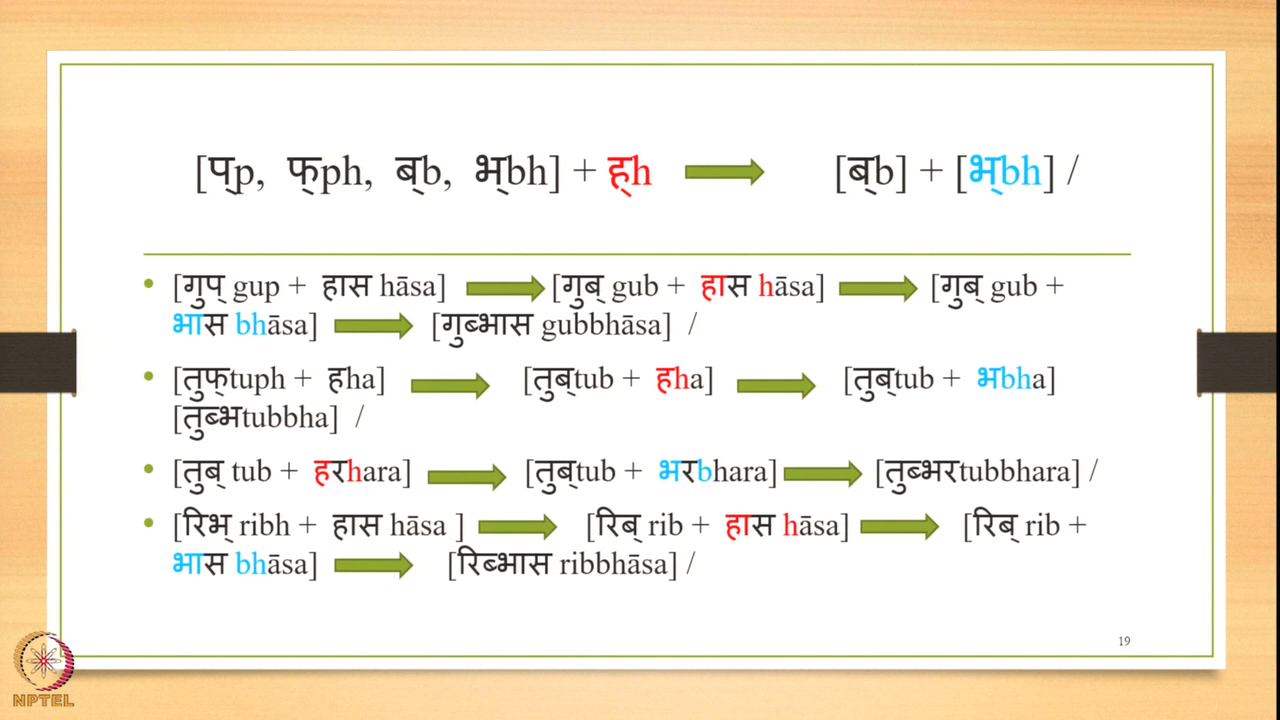 [प्p, फ्ph, ब्b, भ्bh] + ह्h [ब्b] + [भ्bh] /
• [गुप् gup + हास hāsa] [गुब् gub + हास hāsa] [गुब् gub +
भास bhāsa] [गुब्भास gubbhāsa] /
• [तुफ्tuph + हha] [तुब्tub + हha] [तुब्tub + भbha]
[तुब्भtubbha] /
• [तुब् tub + हरhara] [तुब्tub + भरbhara] [तुब्भरtubbhara] /
• [रिभ् ribh + हास hāsa ] [रिब् rib + हास hāsa] [रिब् rib +
भास bhāsa] [रिब्भास ribbhāsa] /
19
NPTEL